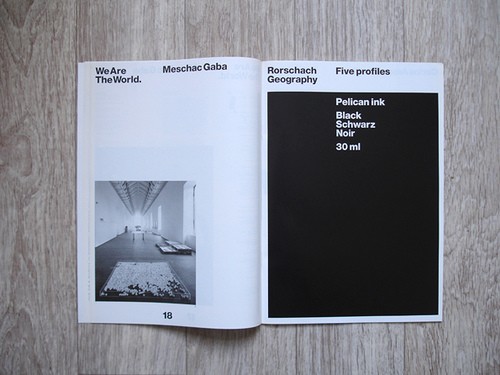 We Are
The World.
Meschac Gaba
18
Rorschach
Geography
Five profiles
Pelican ink
Black
Schwarz
Noir
30 ml